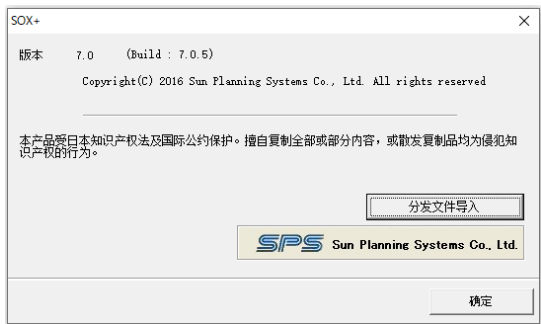 SOX+
版本 7.0 (Build : 7.0.5)
Copyright(C) 2016 Sun Planning Systems Co., Ltd. All rights reserved
本产品受日本知识产权法及国际公约保护。擅自复制全部或部分内容，或散发复制品均为侵犯知
识产权的行为。
分发文件导入
SPS Sun Planning Systems Co., Ltd.
确定